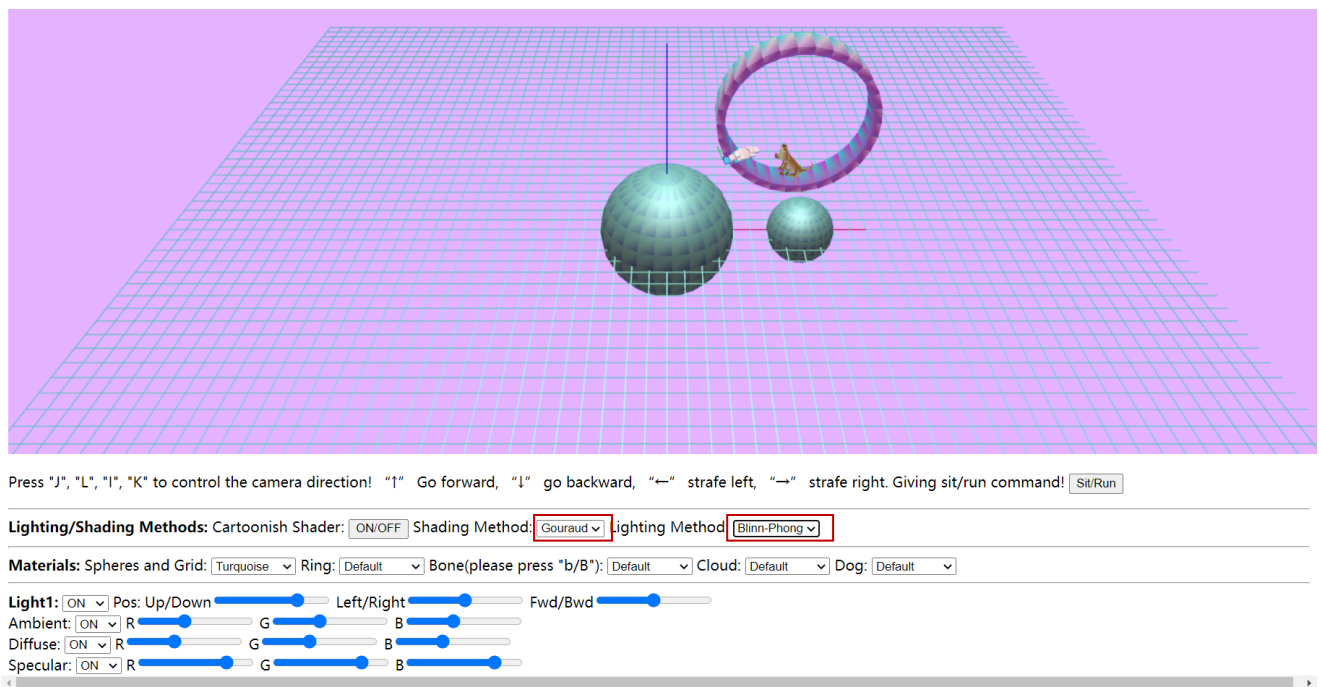 Press "J", "L", "I", "K" to control the camera direction! “↑” Go forward, “↓” go backward, “←” strafe left, “→” strafe right. Giving sit/run command! Sit/Run
Lighting/Shading Methods: Cartoonish Shader: ON/OFF Shading Method: Gouraud Lighting Method Blinn-Phong
Materials: Spheres and Grid: Turquoise Ring: Default Bone(please press "b/B"): Default Cloud: Default Dog: Default
Light1: ON Pos: Up/Down Left/Right Fwd/Bwd
Ambient: ON R G B
Diffuse: ON R G B
Specular: ON R G B